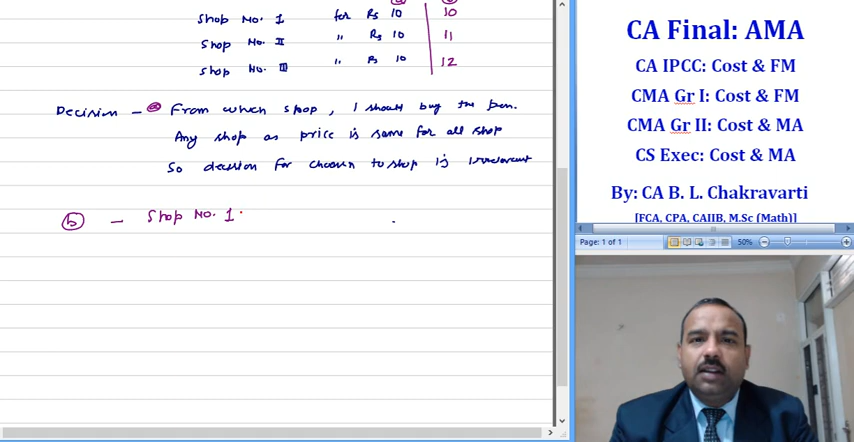 Shop No. 1 for Rs 10 10
Shop No. II " Rs 10 11
Shop No. III " Rs 10 12
Decision - (a) From which shop, I should buy the pen.
Any shop as price is same for all shop
So decision for choosen to shop is irrelevant
(b) - Shop No. 1.
CA Final: AMA
CA IPCC: Cost & FM
CMA Gr I: Cost & FM
CMA Gr II: Cost & MA
CS Exec: Cost & MA
By: CA B. L. Chakravarti
[FCA, CPA, CAIIB, M.Sc (Math)]
Page: 1 of 1 50%